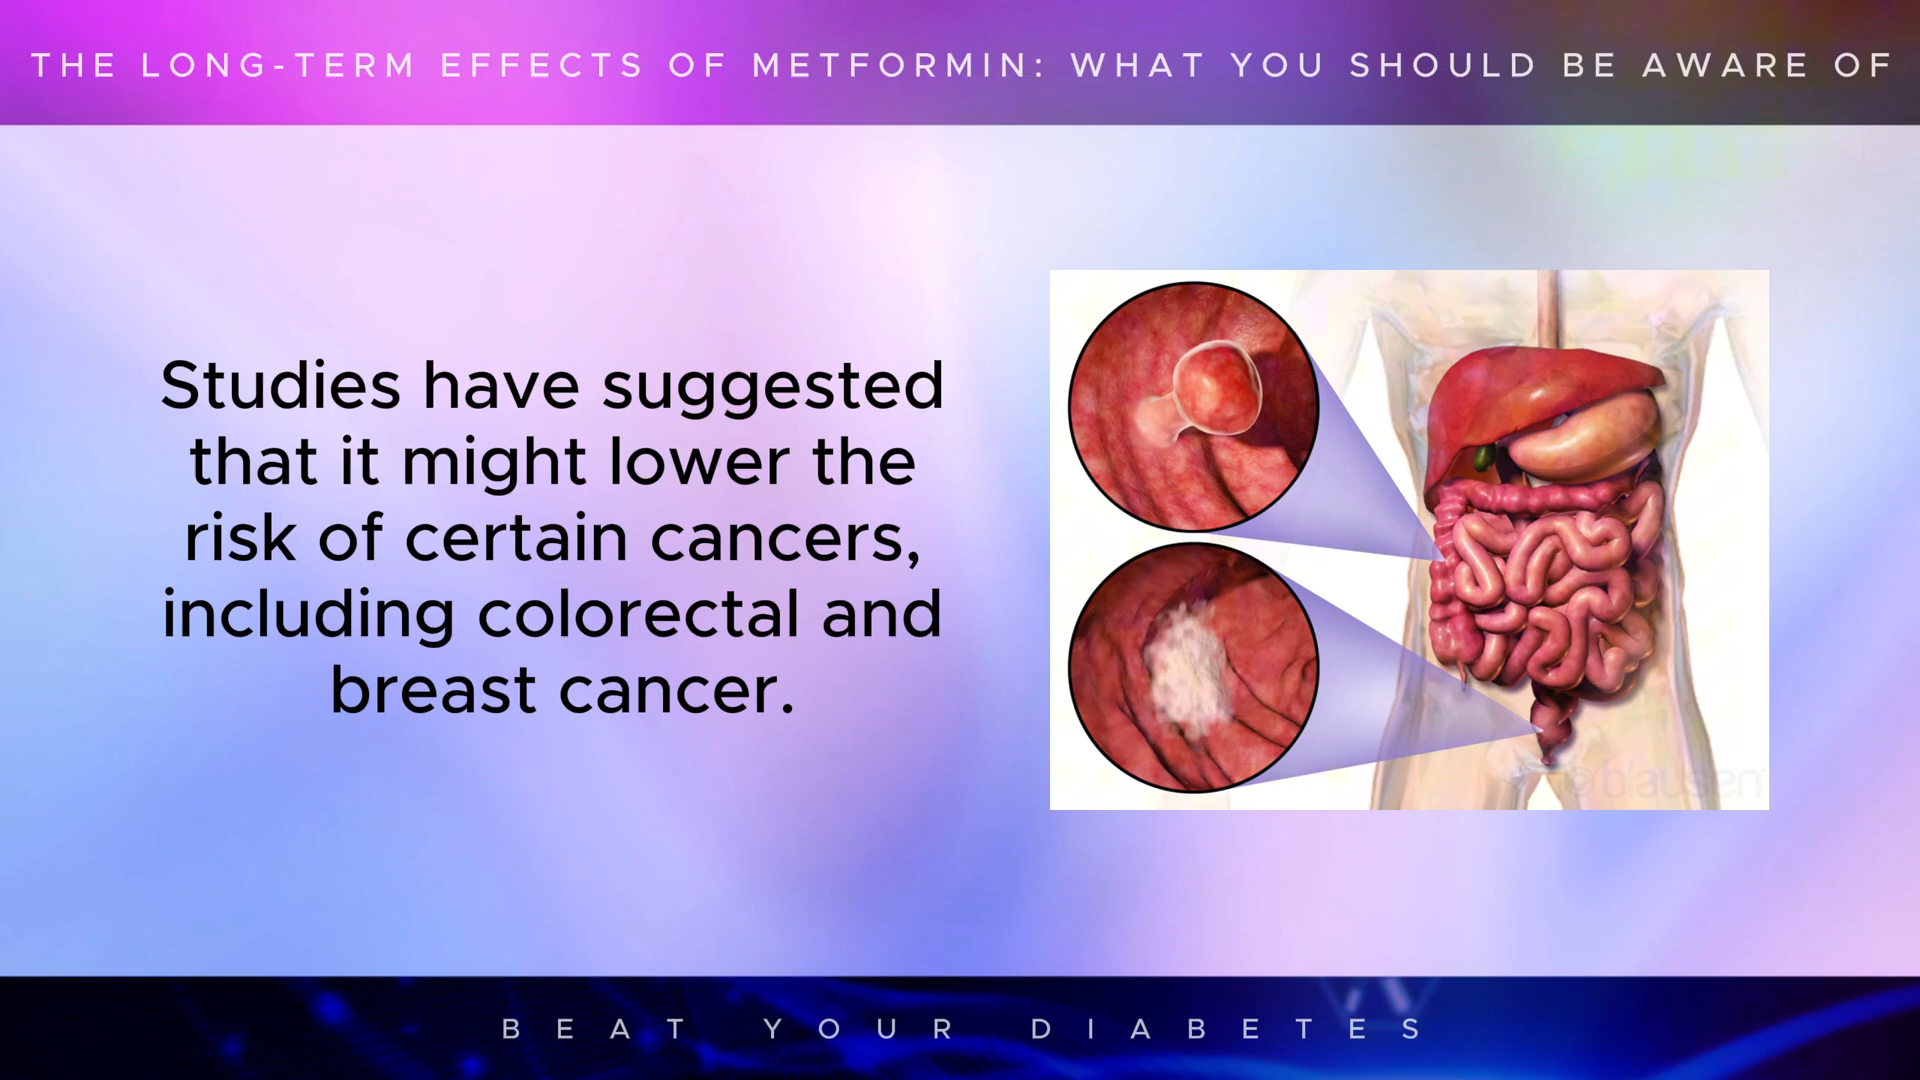 THE LONG-TERM EFFECTS OF METFORMIN: WHAT YOU SHOULD BE AWARE OF
Studies have suggested
that it might lower the
risk of certain cancers,
including colorectal and
breast cancer.
© blausen
BEAT YOUR DIABETES